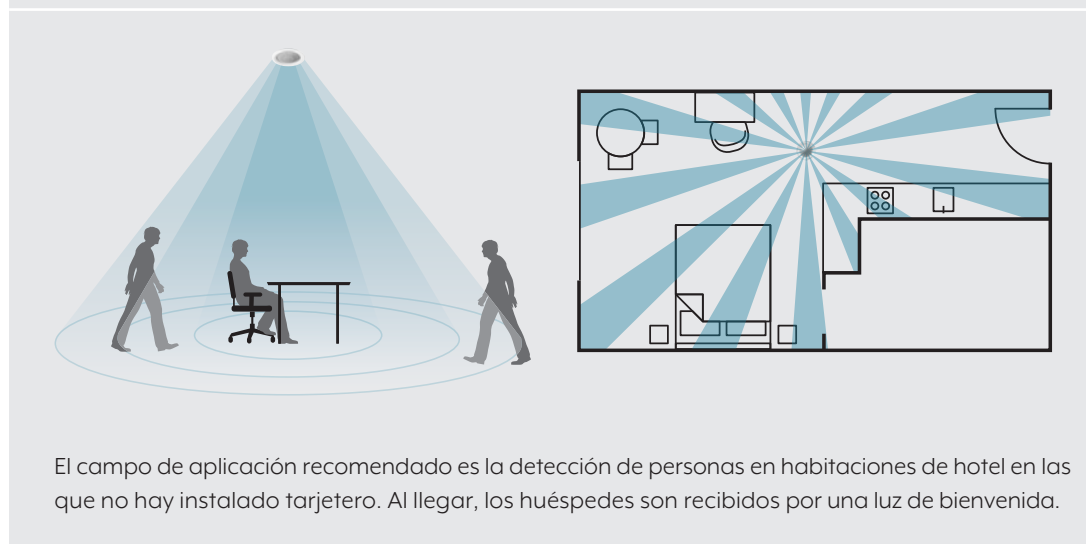 El campo de aplicación recomendado es la detección de personas en habitaciones de hotel en las
que no hay instalado tarjetero. Al llegar, los huéspedes son recibidos por una luz de bienvenida.